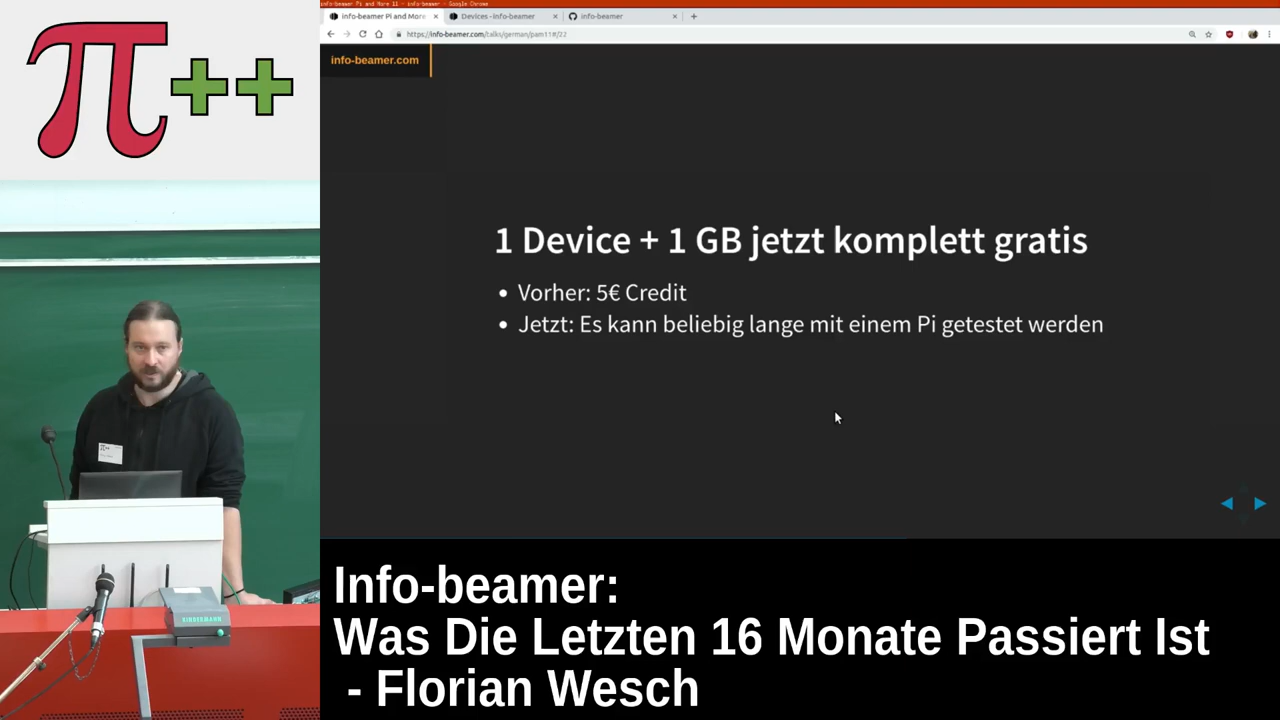 π++
info-beamer Pi and More 11 - info-beamer - Google Chrome
info-beamer Pi and More
Devices - info-beamer
info-beamer
https://info-beamer.com/talks/german/pam11#/22
info-beamer.com
1 Device + 1 GB jetzt komplett gratis
• Vorher: 5€ Credit
• Jetzt: Es kann beliebig lange mit einem Pi getestet werden
KINDERMANN
Info-beamer:
Was Die Letzten 16 Monate Passiert Ist
- Florian Wesch